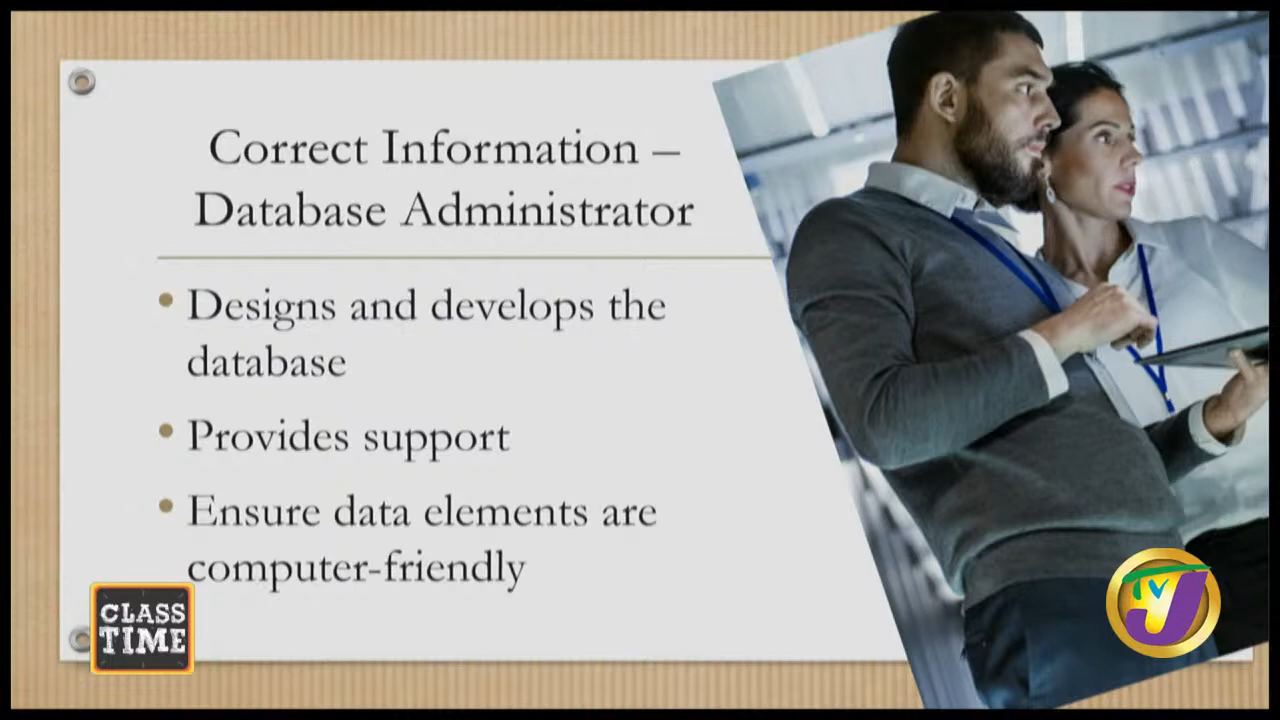 Correct Information –
Database Administrator
• Designs and develops the
database
• Provides support
• Ensure data elements are
computer-friendly
CLASS
TIME
TVJ